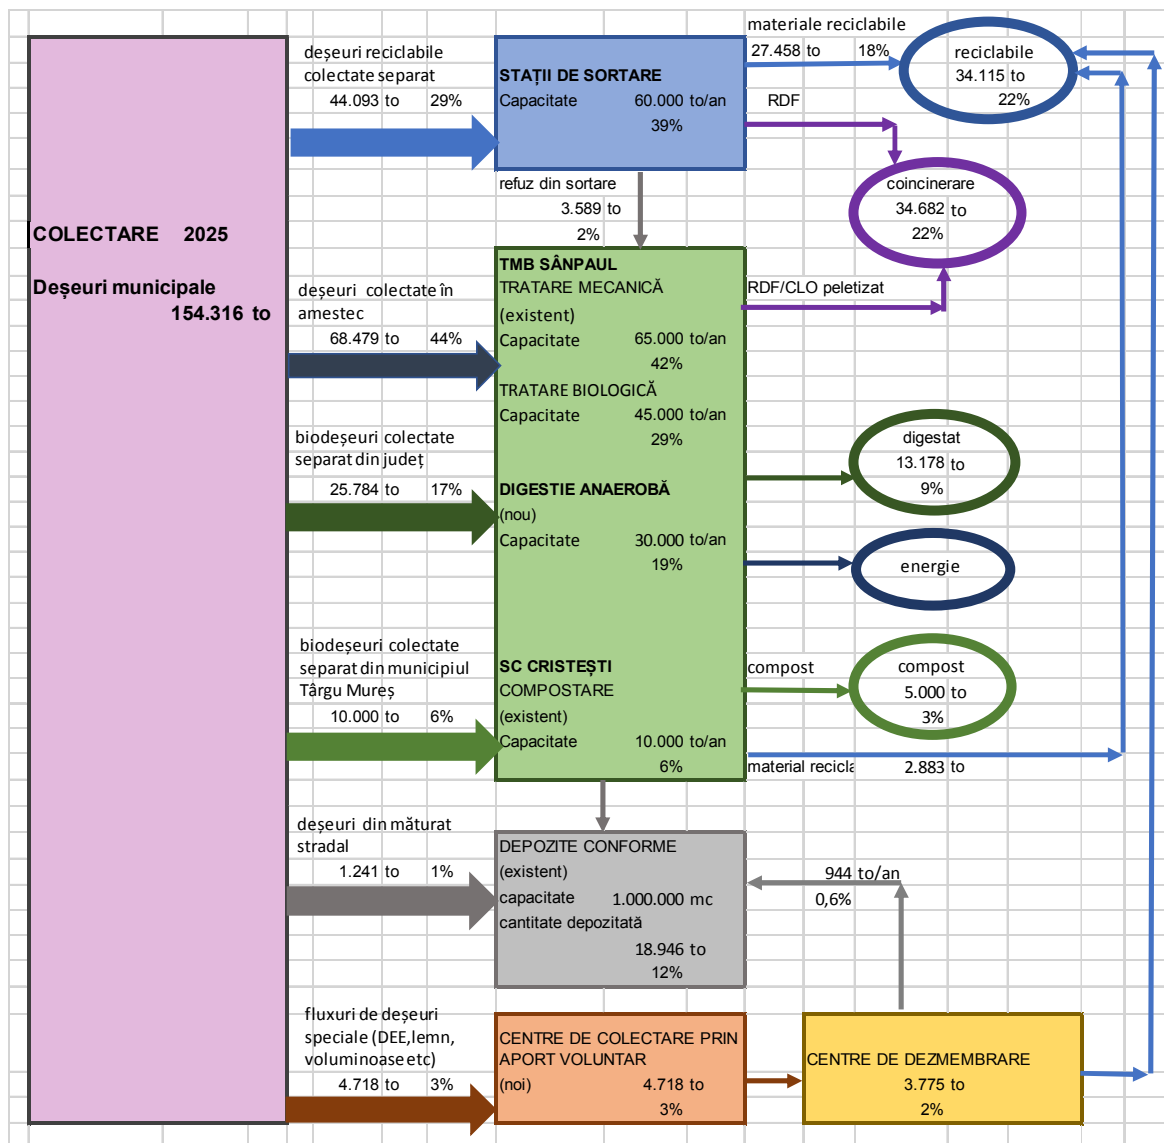 COLECTARE 2025
Deșeuri municipale
154.316 to
deșeuri reciclabile
colectate separat
44.093 to 29%
deșeuri colectate în
amestec
68.479 to 44%
biodeșeuri colectate
separat din județ
25.784 to 17%
biodeșeuri colectate
separat din municipiul
Târgu Mureș
10.000 to 6%
deșeuri din măturat
stradal
1.241 to 1%
fluxuri de deșeuri
speciale (DEE,lemn,
voluminoase etc)
4.718 to 3%
STAȚII DE SORTARE
Capacitate 60.000 to/an
39%
refuz din sortare
3.589 to
2%
TMB SÂNPAUL
TRATARE MECANICĂ
(existent)
Capacitate 65.000 to/an
42%
TRATARE BIOLOGICĂ
Capacitate 45.000 to/an
29%
DIGESTIE ANAEROBĂ
(nou)
Capacitate 30.000 to/an
19%
SC CRISTEȘTI
COMPOSTARE
(existent)
Capacitate 10.000 to/an
6%
DEPOZITE CONFORME
(existent)
capacitate 1.000.000 mc
cantitate depozitată
18.946 to
12%
CENTRE DE COLECTARE PRIN
APORT VOLUNTAR
(noi) 4.718 to
3%
materiale reciclabile
27.458 to 18%
RDF
reciclabile
34.115 to
22%
coincinerare
34.682 to
22%
RDF/CLO peletizat
digestat
13.178 to
9%
energie
compost
compost
5.000 to
3%
material recicla 2.883 to
944 to/an
0,6%
CENTRE DE DEZMEMBRARE
3.775 to
2%